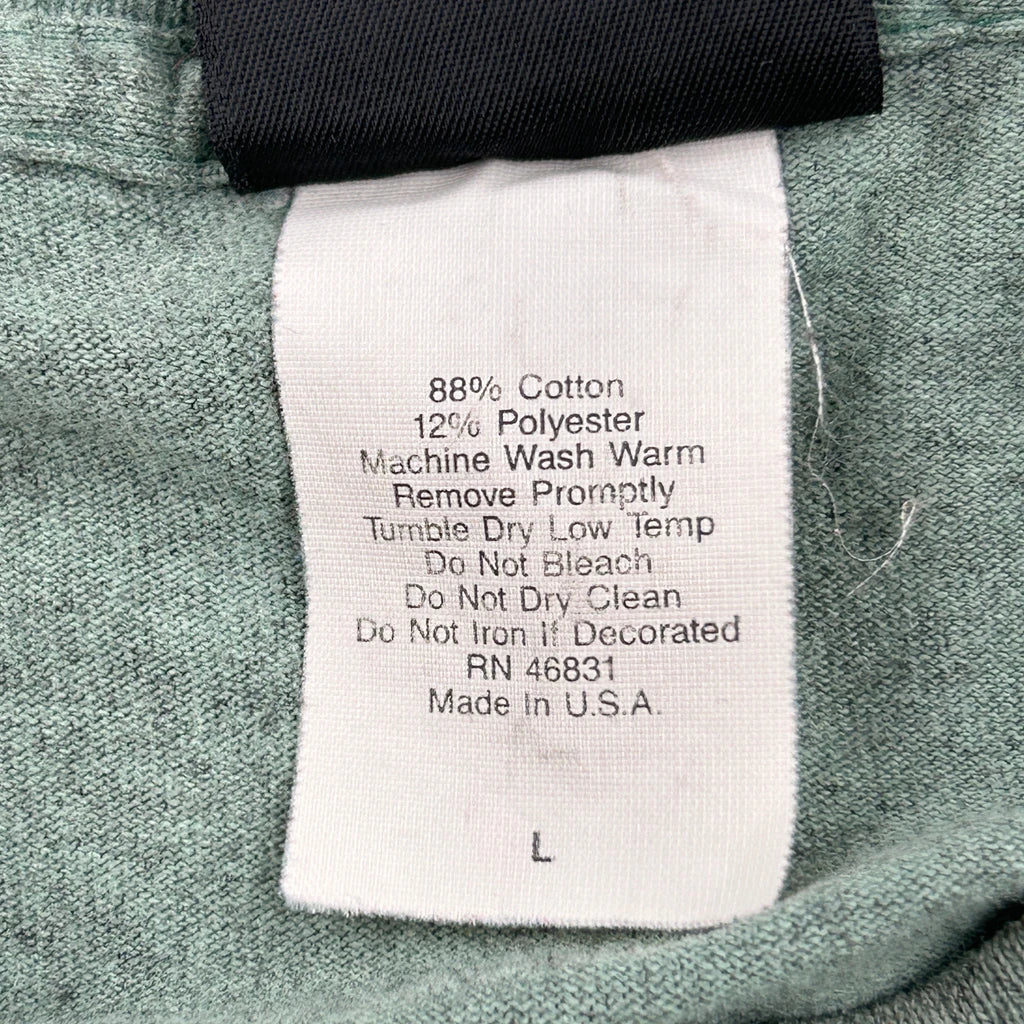 88% Cotton
12% Polyester
Machine Wash Warm
Remove Promptly
Tumble Dry Low Temp
Do Not Bleach
Do Not Dry Clean
Do Not Iron If Decorated
RN 46831
Made In U.S.A.
L